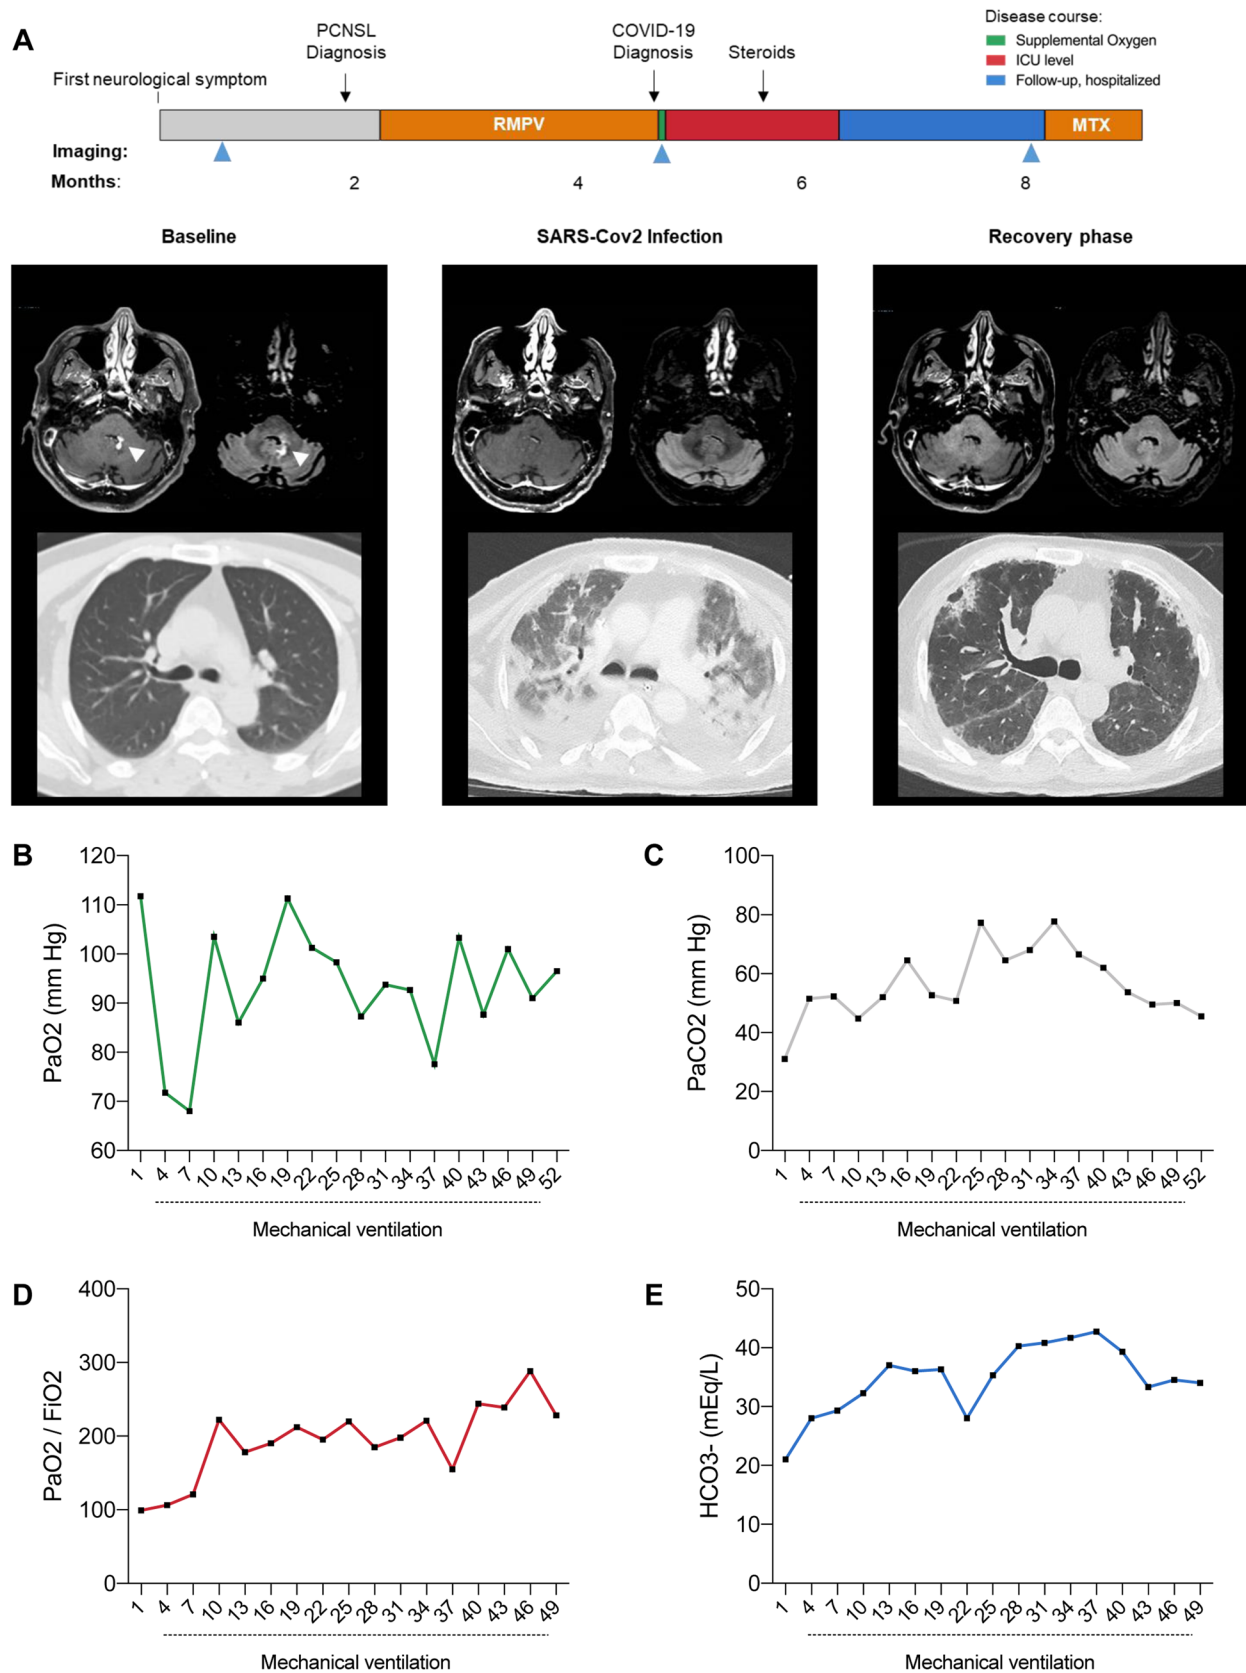 A
PCNSL
Diagnosis
COVID-19
Diagnosis
Steroids
First neurological symptom
Disease course:
Supplemental Oxygen
ICU level
Follow-up, hospitalized
RMPV
MTX
Imaging:
Months:
2
4
6
8
Baseline
SARS-Cov2 Infection
Recovery phase
B
PaO2 (mm Hg)
120
110
100
90
80
70
60
1 4 7 10 13 16 19 22 25 28 31 34 37 40 43 46 49 52
Mechanical ventilation
C
PaCO2 (mm Hg)
100
80
60
40
20
0
1 4 7 10 13 16 19 22 25 28 31 34 37 40 43 46 49 52
Mechanical ventilation
D
PaO2 / FiO2
400
300
200
100
0
1 4 7 10 13 16 19 22 25 28 31 34 37 40 43 46 49
Mechanical ventilation
E
HCO3- (mEq/L)
50
40
30
20
10
0
1 4 7 10 13 16 19 22 25 28 31 34 37 40 43 46 49
Mechanical ventilation